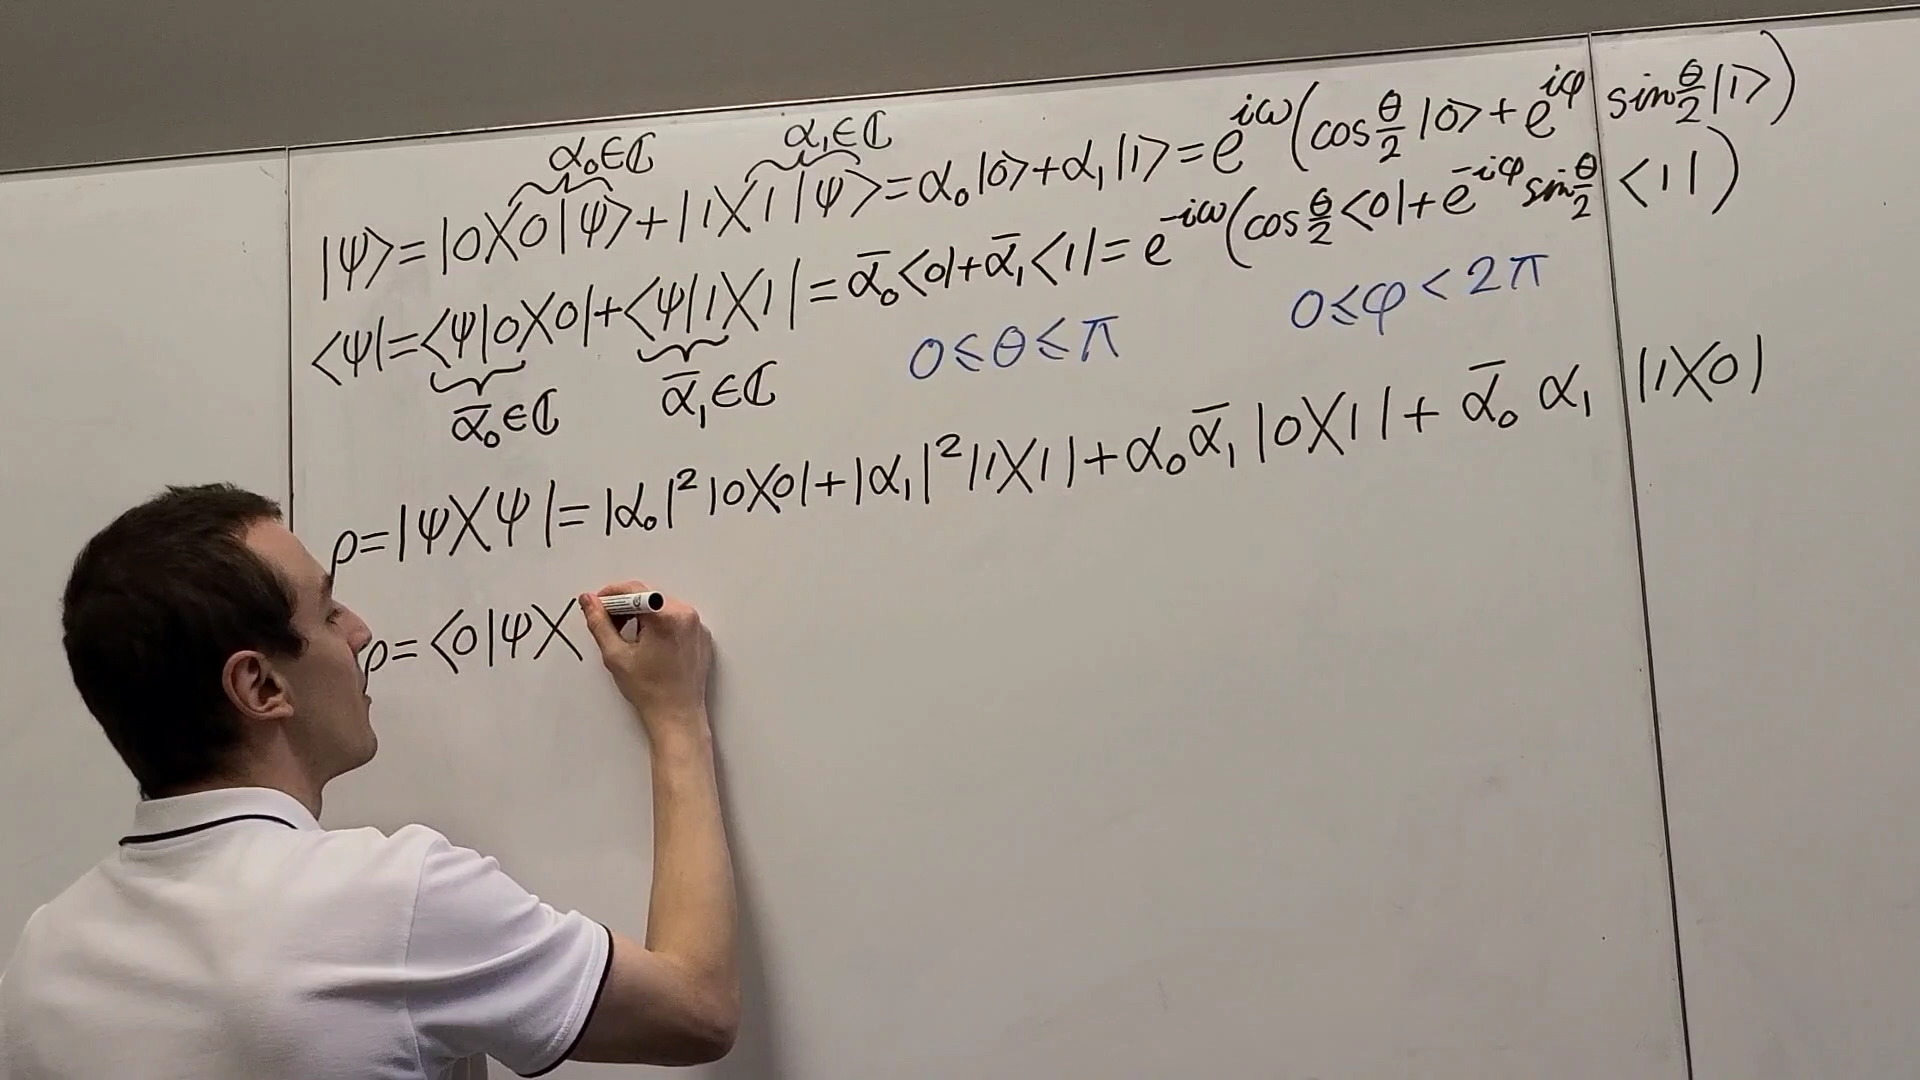 α₀∈ℂ α₁∈ℂ
|ψ⟩=|0⟩⟨0|ψ⟩+|1⟩⟨1|ψ⟩=α₀|0⟩+α₁|1⟩=e^{iω}(cos θ/2 |0⟩+e^{iφ} sin θ/2 |1⟩)
⟨ψ|=⟨ψ|0⟩⟨0|+⟨ψ|1⟩⟨1|=ᾱ₀⟨0|+ᾱ₁⟨1|=e^{-iω}(cos θ/2 ⟨0|+e^{-iφ} sin θ/2 ⟨1|)
ᾱ₀∈ℂ ᾱ₁∈ℂ 0≤θ≤π 0≤φ<2π
ρ=|ψ⟩⟨ψ|=|α₀|²|0⟩⟨0|+|α₁|²|1⟩⟨1|+α₀ᾱ₁|0⟩⟨1|+ᾱ₀α₁|1⟩⟨0|
ρ=⟨0|ψ⟩⟨